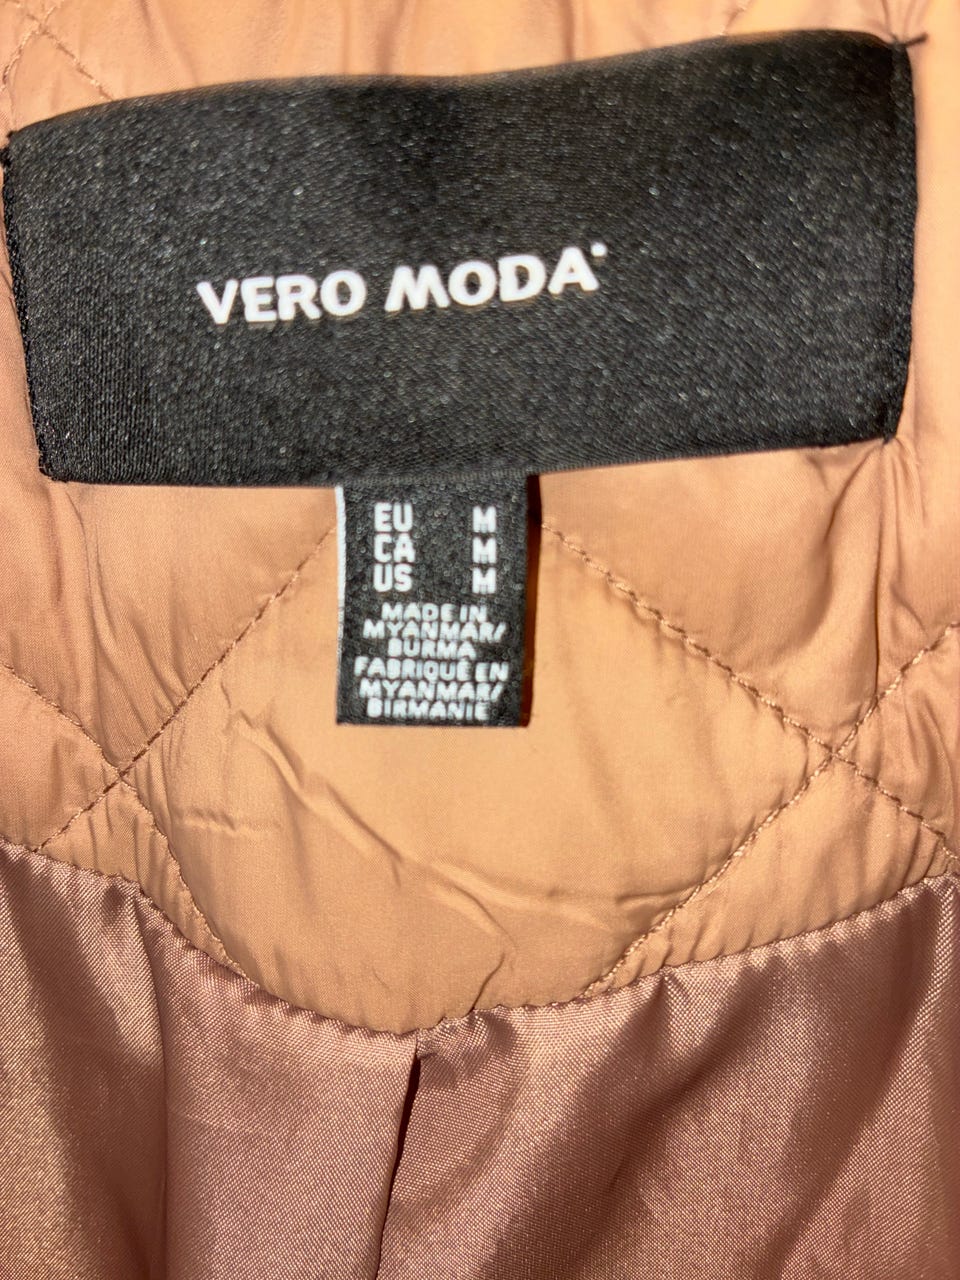 VERO MODA
EU M
CA M
US M
MADE IN
MYANMAR/
BURMA
FABRIQUÉ EN
MYANMAR/
BIRMANIE